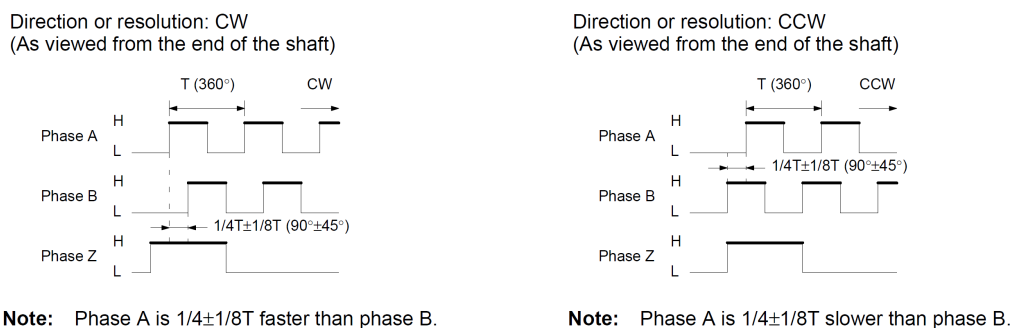 Direction or resolution: CW
(As viewed from the end of the shaft)
T (360°)
CW
H
Phase A
L
H
Phase B
L
1/4T±1/8T (90°±45°)
H
Phase Z
L
Note: Phase A is 1/4±1/8T faster than phase B.
Direction or resolution: CCW
(As viewed from the end of the shaft)
T (360°)
CCW
H
Phase A
L
1/4T±1/8T (90°±45°)
H
Phase B
L
H
Phase Z
L
Note: Phase A is 1/4±1/8T slower than phase B.